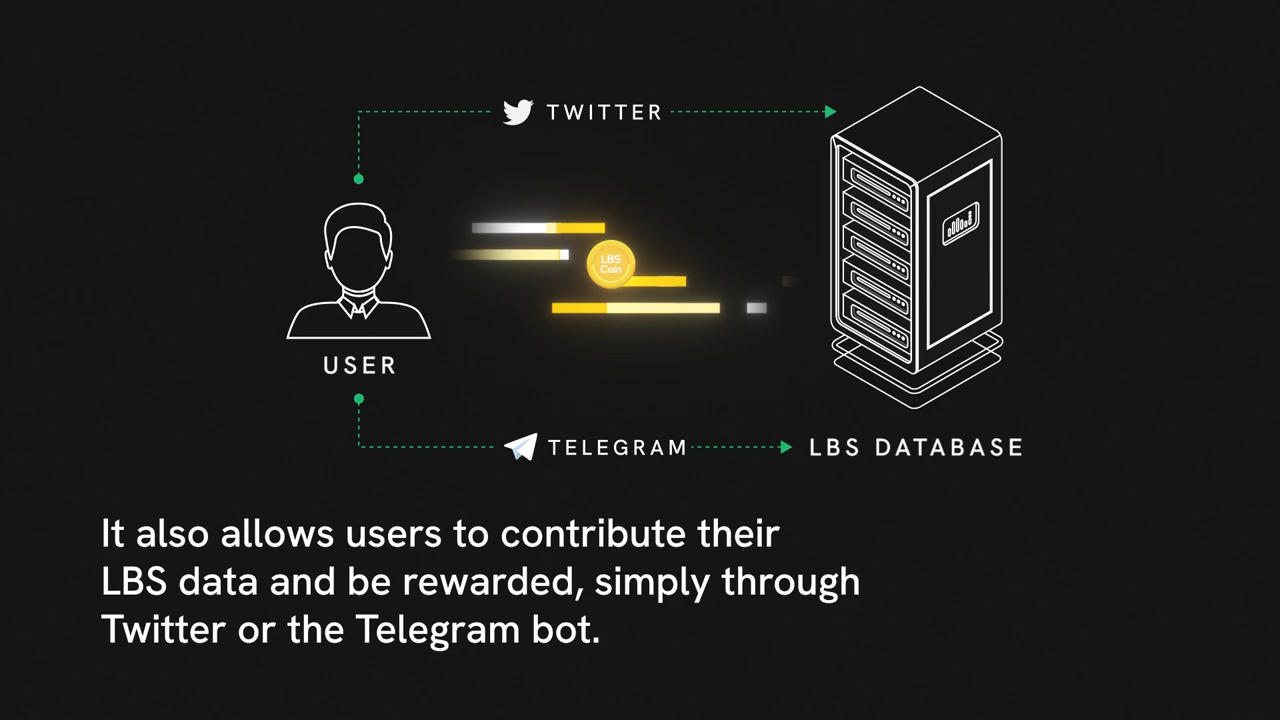 TWITTER
LBS
Coin
USER
TELEGRAM
LBS DATABASE
It also allows users to contribute their
LBS data and be rewarded, simply through
Twitter or the Telegram bot.